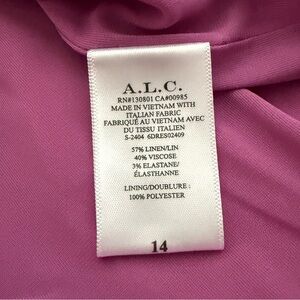 A.L.C.
RN#130801 CA#00985
MADE IN VIETNAM WITH
ITALIAN FABRIC
FABRIQUÉ AU VIETNAM AVEC
DU TISSU ITALIEN
S-2404 6DRES02409
57% LINEN/LIN
40% VISCOSE
3% ELASTANE/
ÉLASTHANNE
LINING/DOUBLURE :
100% POLYESTER
14